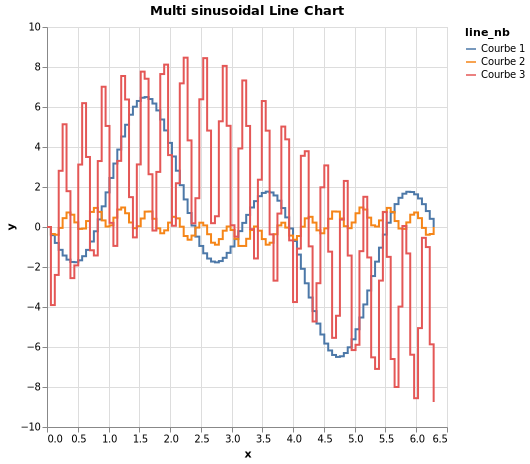 Multi sinusoidal Line Chart
line_nb
Courbe 1
Courbe 2
Courbe 3
10
8
6
4
2
0
−2
−4
−6
−8
−10
y
0.0 0.5 1.0 1.5 2.0 2.5 3.0 3.5 4.0 4.5 5.0 5.5 6.0 6.5
x